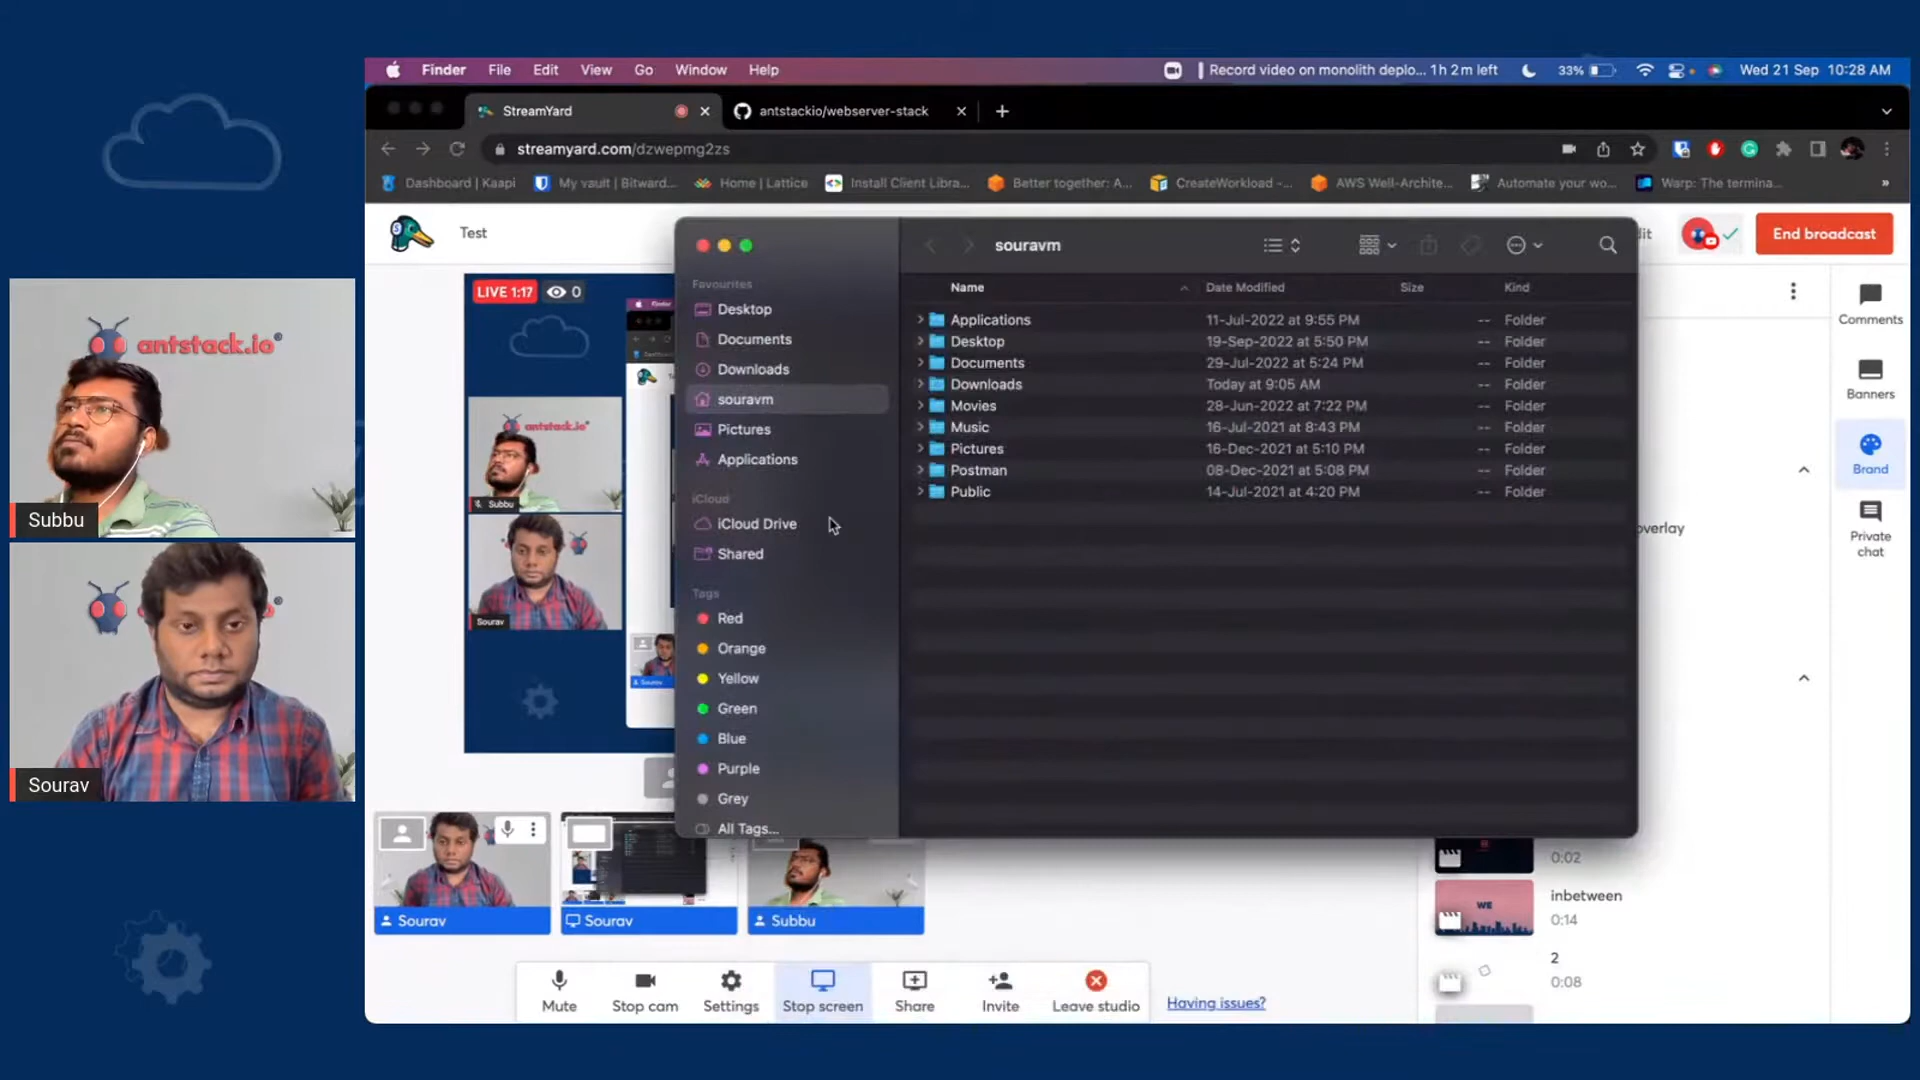 Finder File Edit View Go Window Help Record video on monolith deplo... 1h 2m left 33% Wed 21 Sep 10:28 AM
StreamYard antstackio/webserver-stack
streamyard.com/dzwepmg2zs
Dashboard | Kaapi My vault | Bitward... Home | Lattice Install Client Libra... Better together: A... CreateWorkload -... AWS Well-Archite... Automate your wo... Warp: The termina...
Test
End broadcast
souravm
Favourites
Desktop
Documents
Downloads
souravm
Pictures
Applications
iCloud
iCloud Drive
Shared
Tags
Red
Orange
Yellow
Green
Blue
Purple
Grey
All Tags...
Name Date Modified Size Kind
Applications 11-Jul-2022 at 9:55 PM -- Folder
Desktop 19-Sep-2022 at 5:50 PM -- Folder
Documents 29-Jul-2022 at 5:24 PM -- Folder
Downloads Today at 9:05 AM -- Folder
Movies 28-Jun-2022 at 7:22 PM -- Folder
Music 16-Jul-2021 at 8:43 PM -- Folder
Pictures 16-Dec-2021 at 5:10 PM -- Folder
Postman 08-Dec-2021 at 5:08 PM -- Folder
Public 14-Jul-2021 at 4:20 PM -- Folder
LIVE 1:17 0
antstack.io
Subbu
Sourav
antstack.io
Subbu
Sourav
Finder
Sourav
overlay
Comments
Banners
Brand
Private
chat
Sourav
Sourav
Subbu
0:02
WE
inbetween
0:14
2
0:08
Mute
Stop cam
Settings
Stop screen
Share
Invite
Leave studio
Having issues?